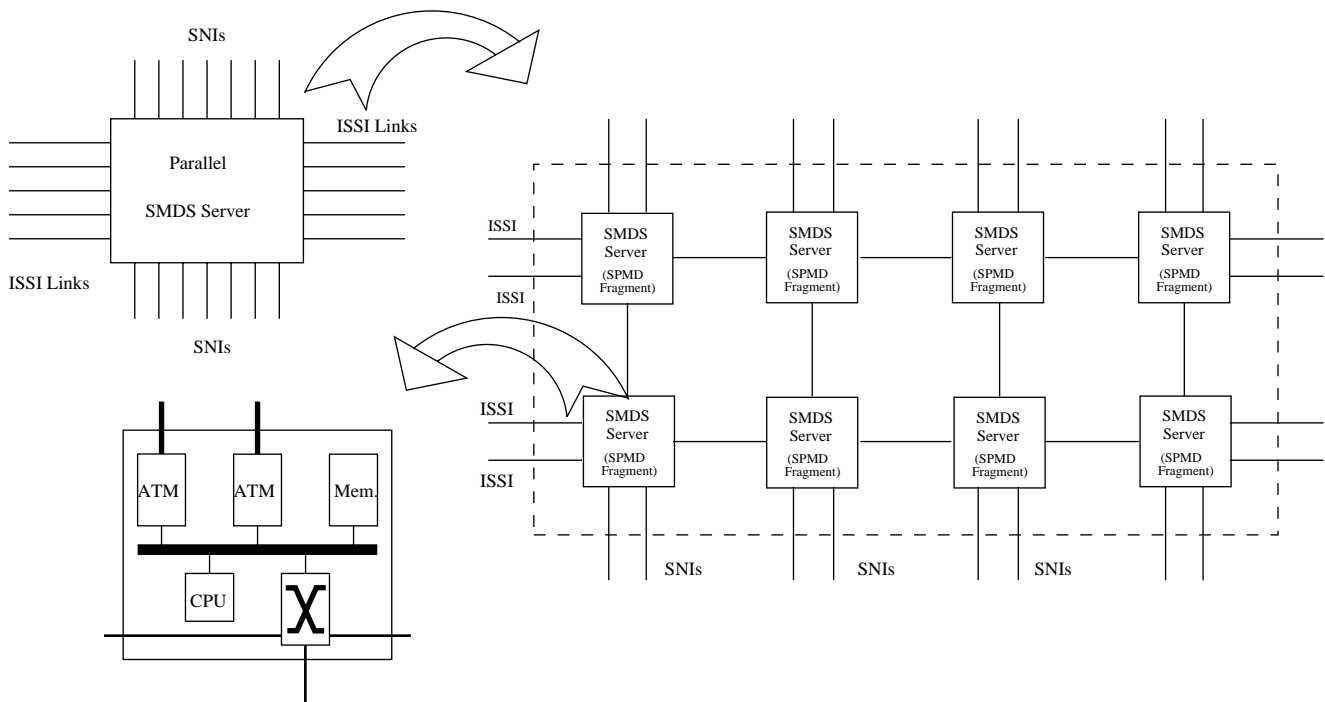 SNIs
ISSI Links
Parallel
SMDS Server
ISSI Links
SNIs
ISSI
ISSI
SMDS
Server
(SPMD
Fragment)
SMDS
Server
(SPMD
Fragment)
SMDS
Server
(SPMD
Fragment)
SMDS
Server
(SPMD
Fragment)
ISSI
ISSI
SMDS
Server
(SPMD
Fragment)
SMDS
Server
(SPMD
Fragment)
SMDS
Server
(SPMD
Fragment)
SMDS
Server
(SPMD
Fragment)
SNIs
SNIs
SNIs
ATM
ATM
Mem.
CPU